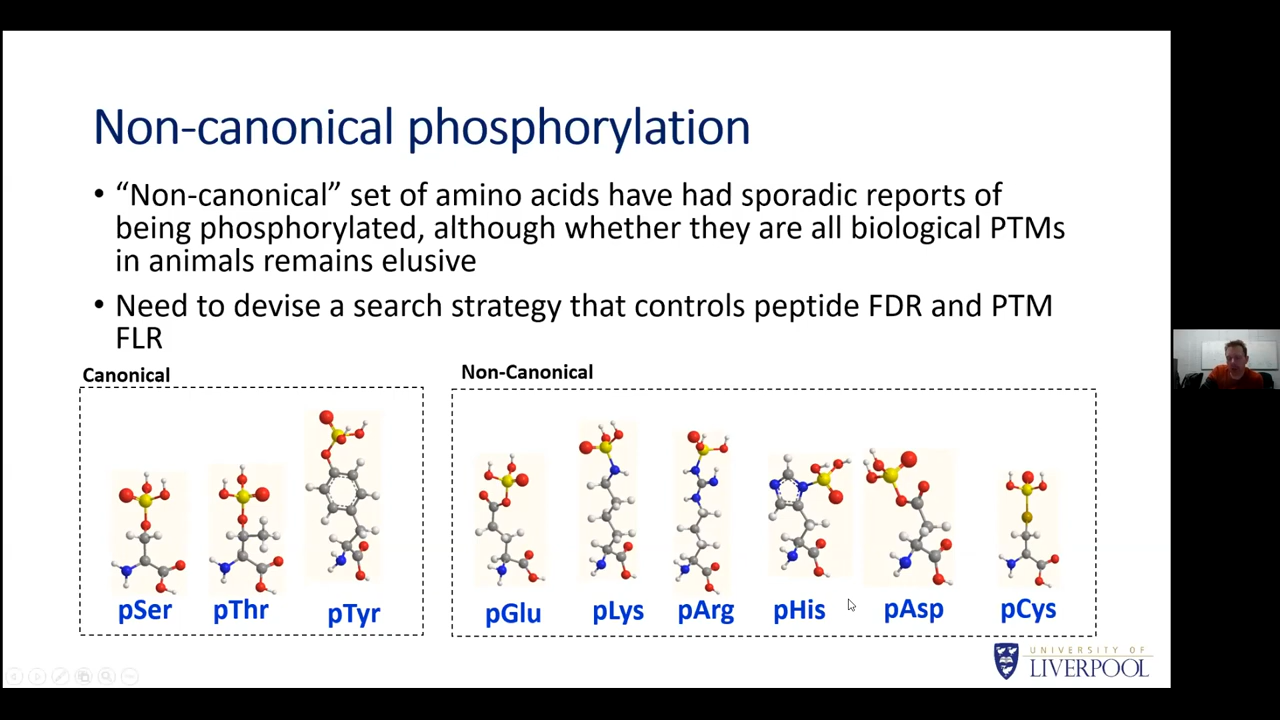 Non-canonical phosphorylation
• “Non-canonical” set of amino acids have had sporadic reports of
being phosphorylated, although whether they are all biological PTMs
in animals remains elusive
• Need to devise a search strategy that controls peptide FDR and PTM
FLR
Canonical
Non-Canonical
pSer pThr pTyr
pGlu pLys pArg pHis pAsp pCys
UNIVERSITY OF
LIVERPOOL